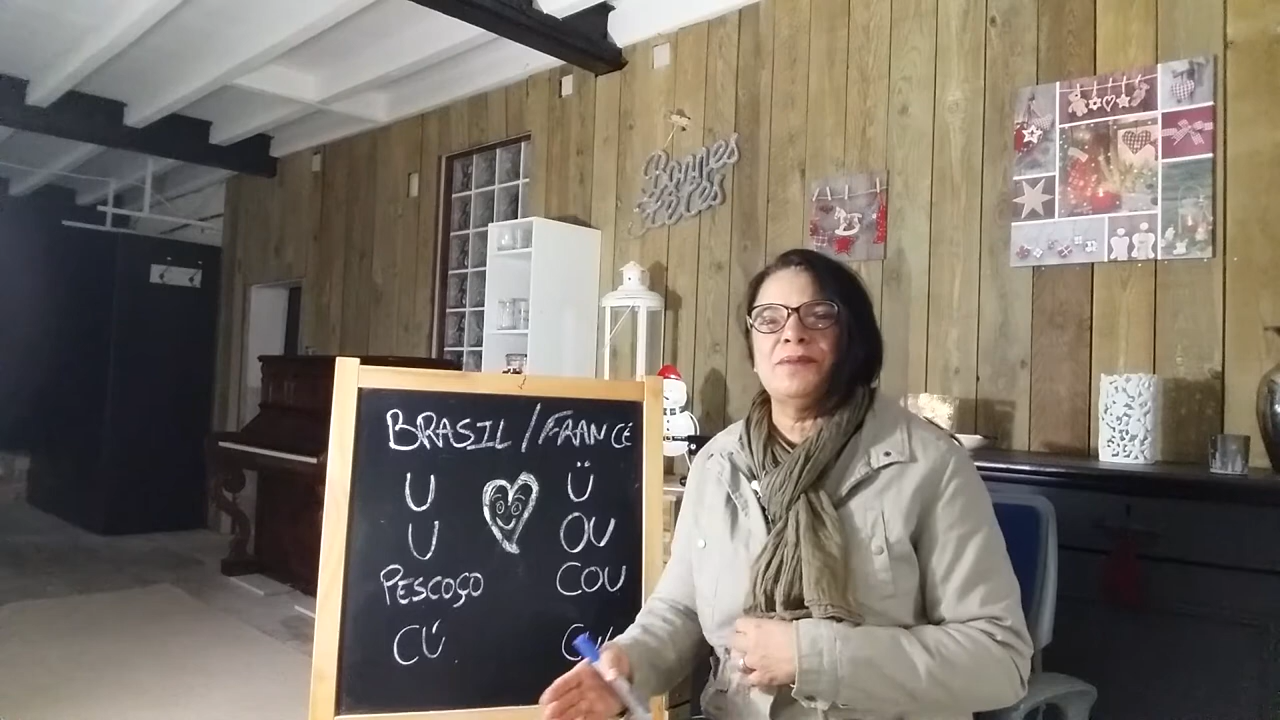 Bonnes
fêtes
BRASIL / FRANCE
U Ü
U OU
PESCOÇO COU
CÚ